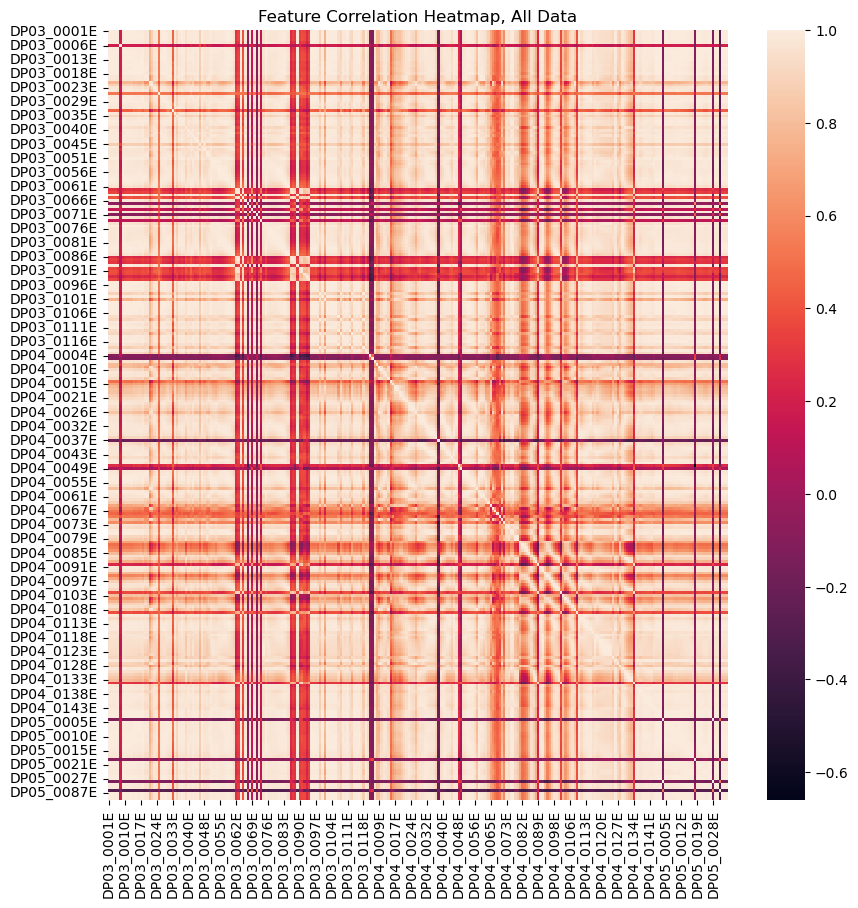 Feature Correlation Heatmap, All Data
DP03_0001E
DP03_0006E
DP03_0013E
DP03_0018E
DP03_0023E
DP03_0029E
DP03_0035E
DP03_0040E
DP03_0045E
DP03_0051E
DP03_0056E
DP03_0061E
DP03_0066E
DP03_0071E
DP03_0076E
DP03_0081E
DP03_0086E
DP03_0091E
DP03_0096E
DP03_0101E
DP03_0106E
DP03_0111E
DP03_0116E
DP04_0004E
DP04_0010E
DP04_0015E
DP04_0021E
DP04_0026E
DP04_0032E
DP04_0037E
DP04_0043E
DP04_0049E
DP04_0055E
DP04_0061E
DP04_0067E
DP04_0073E
DP04_0079E
DP04_0085E
DP04_0091E
DP04_0097E
DP04_0103E
DP04_0108E
DP04_0113E
DP04_0118E
DP04_0123E
DP04_0128E
DP04_0133E
DP04_0138E
DP04_0143E
DP05_0005E
DP05_0010E
DP05_0015E
DP05_0021E
DP05_0027E
DP05_0087E
DP03_0001E
DP03_0010E
DP03_0017E
DP03_0024E
DP03_0033E
DP03_0040E
DP03_0048E
DP03_0055E
DP03_0062E
DP03_0069E
DP03_0076E
DP03_0083E
DP03_0090E
DP03_0097E
DP03_0104E
DP03_0111E
DP03_0118E
DP04_0009E
DP04_0017E
DP04_0024E
DP04_0032E
DP04_0040E
DP04_0048E
DP04_0056E
DP04_0065E
DP04_0073E
DP04_0082E
DP04_0089E
DP04_0098E
DP04_0106E
DP04_0113E
DP04_0120E
DP04_0127E
DP04_0134E
DP04_0141E
DP05_0005E
DP05_0012E
DP05_0019E
DP05_0028E
1.0
0.8
0.6
0.4
0.2
0.0
−0.2
−0.4
−0.6